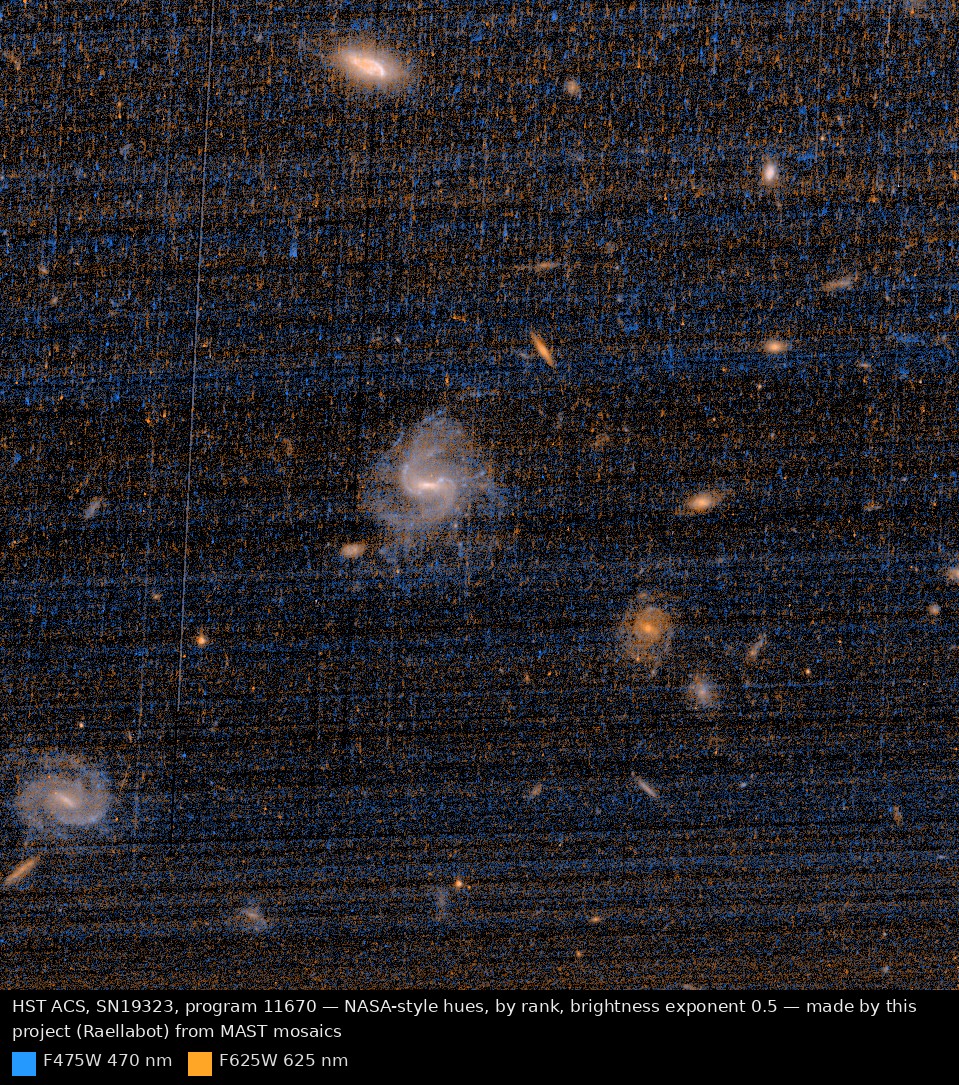 HST ACS, SN19323, program 11670 — NASA-style hues, by rank, brightness exponent 0.5 — made by this
project (Raellabot) from MAST mosaics
F475W 470 nm F625W 625 nm